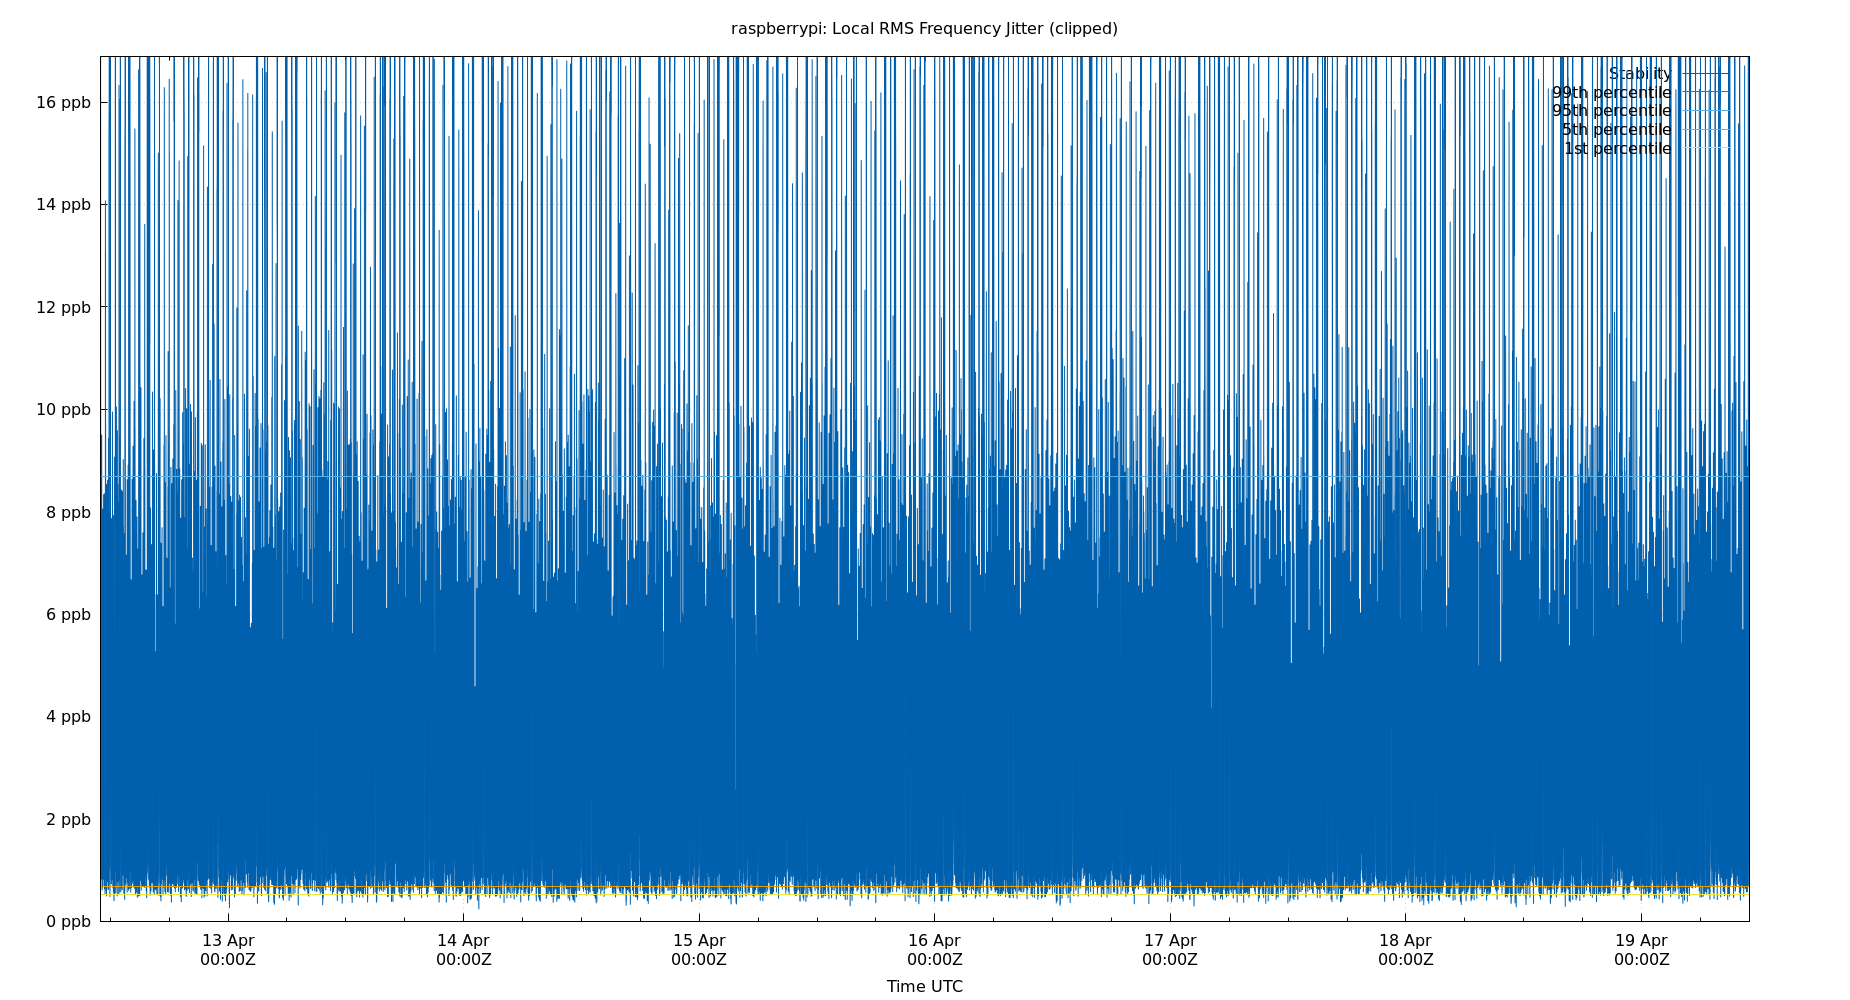 raspberrypi: Local RMS Frequency Jitter (clipped)
Stability
99th percentile
95th percentile
5th percentile
1st percentile
16 ppb
14 ppb
12 ppb
10 ppb
8 ppb
6 ppb
4 ppb
2 ppb
0 ppb
13 Apr 14 Apr 15 Apr 16 Apr 17 Apr 18 Apr 19 Apr
00:00Z 00:00Z 00:00Z 00:00Z 00:00Z 00:00Z 00:00Z
Time UTC